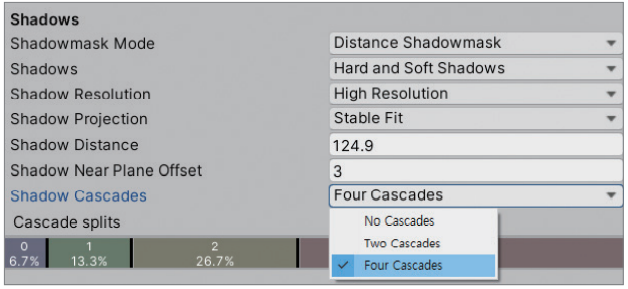 Shadows
Shadowmask Mode Distance Shadowmask
Shadows Hard and Soft Shadows
Shadow Resolution High Resolution
Shadow Projection Stable Fit
Shadow Distance 124.9
Shadow Near Plane Offset 3
Shadow Cascades Four Cascades
Cascade splits No Cascades
Two Cascades
0 1 2
6.7% 13.3% 26.7% Four Cascades